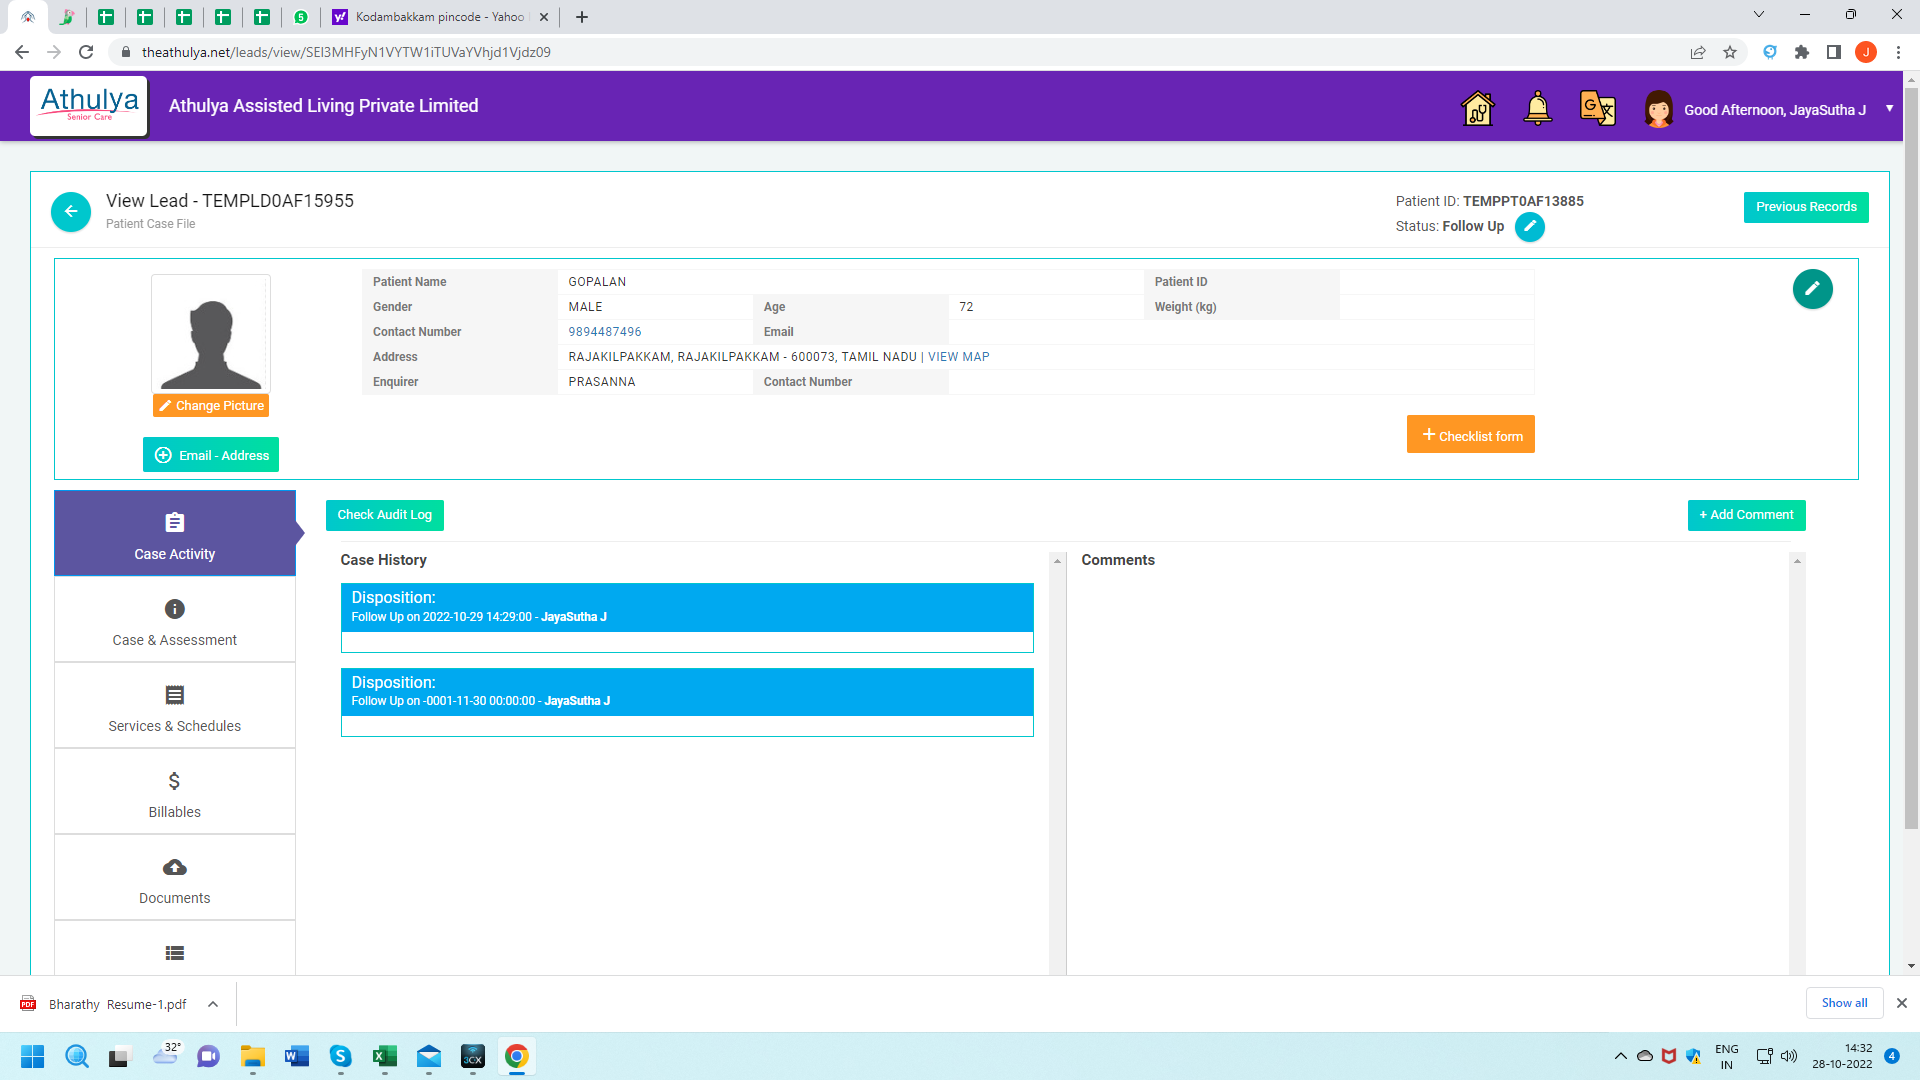 Kodambakkam pincode - Yahoo
theathulya.net/leads/view/SEl3MHFyN1VYTW1iTUVaYVhjd1Vjdz09
J
Athulya
Senior Care
Athulya Assisted Living Private Limited
Good Afternoon, JayaSutha J
View Lead - TEMPLD0AF15955
Patient Case File
Patient ID: TEMPPT0AF13885
Status: Follow Up
Previous Records
Patient Name GOPALAN Patient ID
Gender MALE Age 72 Weight (kg)
Contact Number 9894487496 Email
Address RAJAKILPAKKAM, RAJAKILPAKKAM - 600073, TAMIL NADU | VIEW MAP
Enquirer PRASANNA Contact Number
Change Picture
Email - Address
+ Checklist form
Case Activity
Case & Assessment
Services & Schedules
Billables
Documents
Check Audit Log
+ Add Comment
Case History
Comments
Disposition:
Follow Up on 2022-10-29 14:29:00 - JayaSutha J
Disposition:
Follow Up on -0001-11-30 00:00:00 - JayaSutha J
Bharathy Resume-1.pdf
Show all
32°
3CX
ENG
IN
14:32
28-10-2022
4